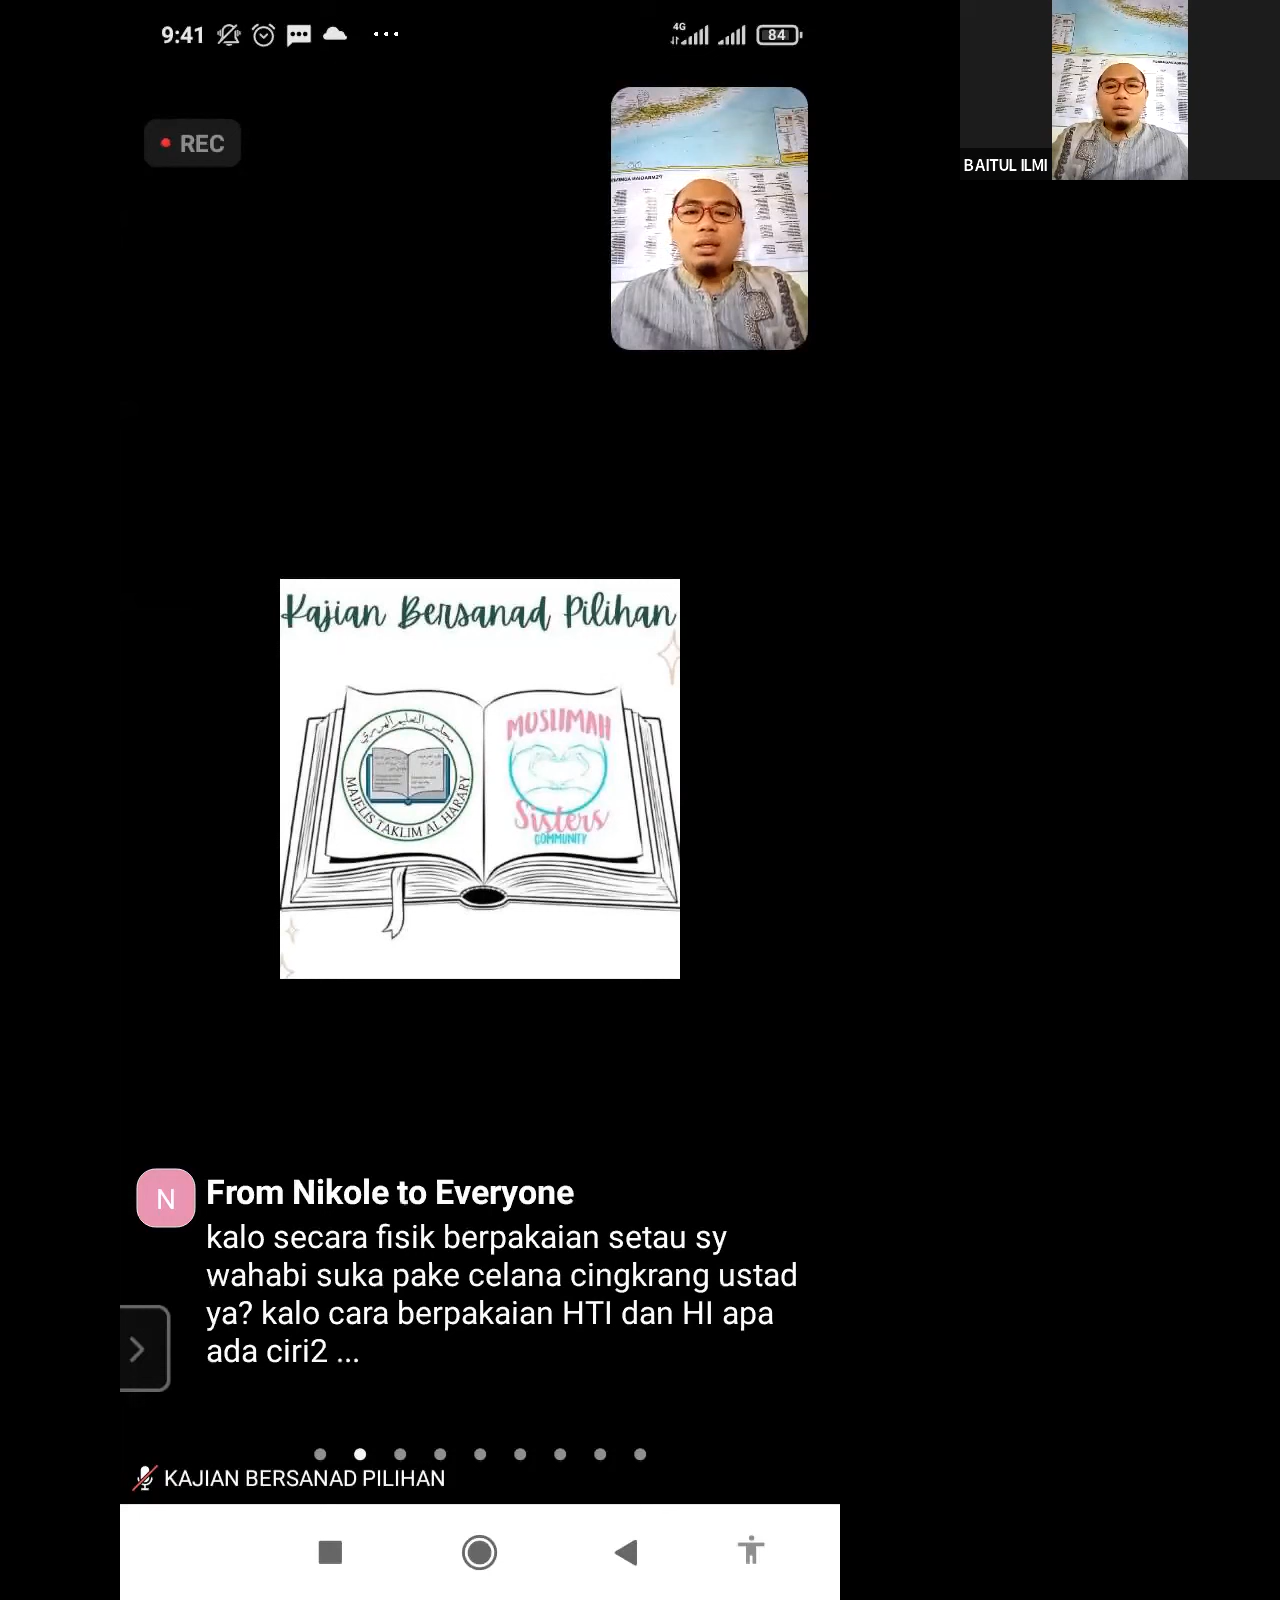 9:41
4G
84
REC
BAITUL ILMI
Kajian Bersanad Pilihan
MAJELIS TAKLIM AL HARARY
MUSLIMAH
Sisters
COMMUNITY
N
From Nikole to Everyone
kalo secara fisik berpakaian setau sy
wahabi suka pake celana cingkrang ustad
ya? kalo cara berpakaian HTI dan HI apa
ada ciri2 ...
KAJIAN BERSANAD PILIHAN